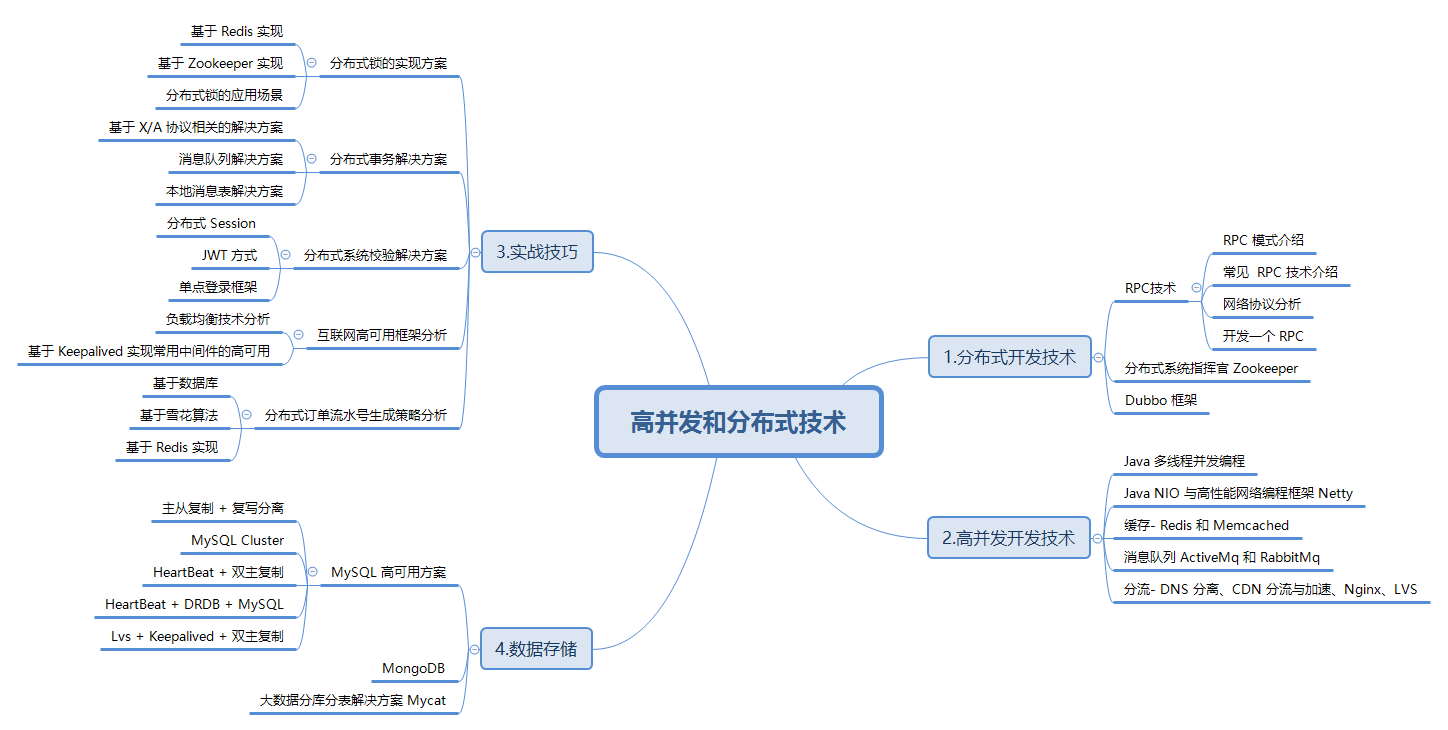 高并发和分布式技术
1.分布式开发技术
RPC技术
RPC 模式介绍
常见 RPC 技术介绍
网络协议分析
开发一个 RPC
分布式系统指挥官 Zookeeper
Dubbo 框架
2.高并发开发技术
Java 多线程并发编程
Java NIO 与高性能网络编程框架 Netty
缓存- Redis 和 Memcached
消息队列 ActiveMq 和 RabbitMq
分流- DNS 分离、CDN 分流与加速、Nginx、LVS
3.实战技巧
分布式锁的实现方案
基于 Redis 实现
基于 Zookeeper 实现
分布式锁的应用场景
分布式事务解决方案
基于 X/A 协议相关的解决方案
消息队列解决方案
本地消息表解决方案
分布式系统校验解决方案
分布式 Session
JWT 方式
单点登录框架
互联网高可用框架分析
负载均衡技术分析
基于 Keepalived 实现常用中间件的高可用
分布式订单流水号生成策略分析
基于数据库
基于雪花算法
基于 Redis 实现
4.数据存储
MySQL 高可用方案
主从复制 + 复写分离
MySQL Cluster
HeartBeat + 双主复制
HeartBeat + DRDB + MySQL
Lvs + Keepalived + 双主复制
MongoDB
大数据分库分表解决方案 Mycat